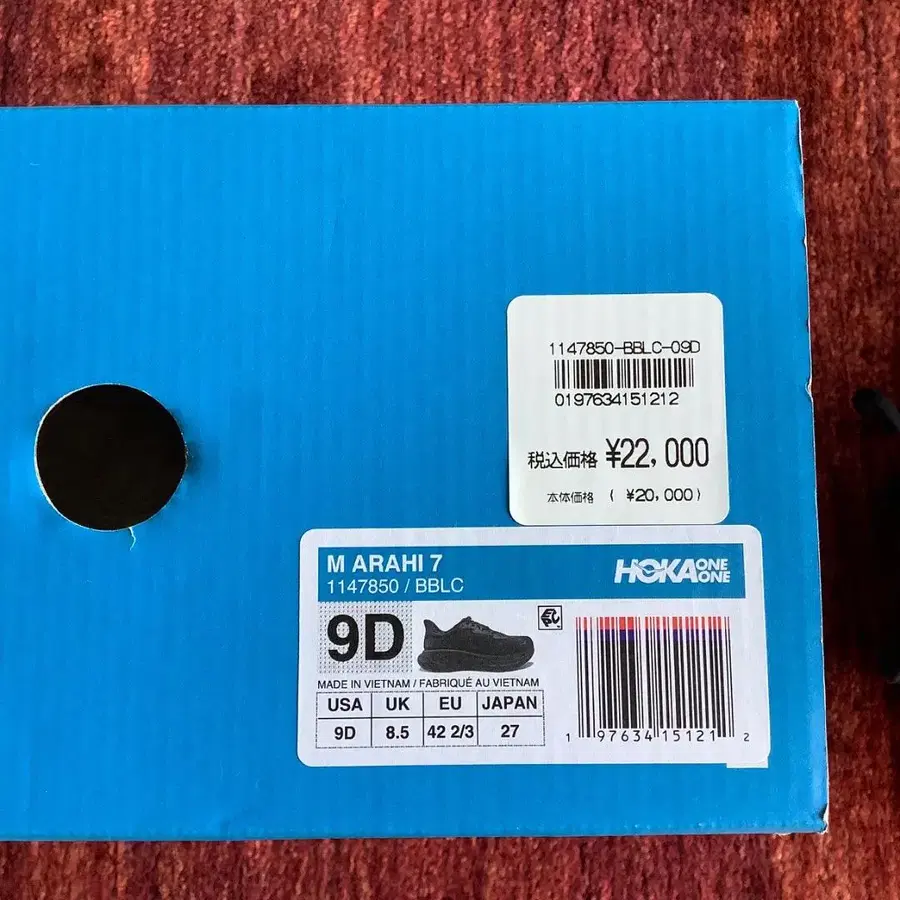 1147850-BBLC-09D
0197634151212
税込価格 ¥22,000
本体価格 ( ¥20,000)
M ARAHI 7
HOKA ONE ONE
1147850 / BBLC
9D
MADE IN VIETNAM / FABRIQUÉ AU VIETNAM
USA UK EU JAPAN
9D 8.5 42 2/3 27
1 97634 15121 2